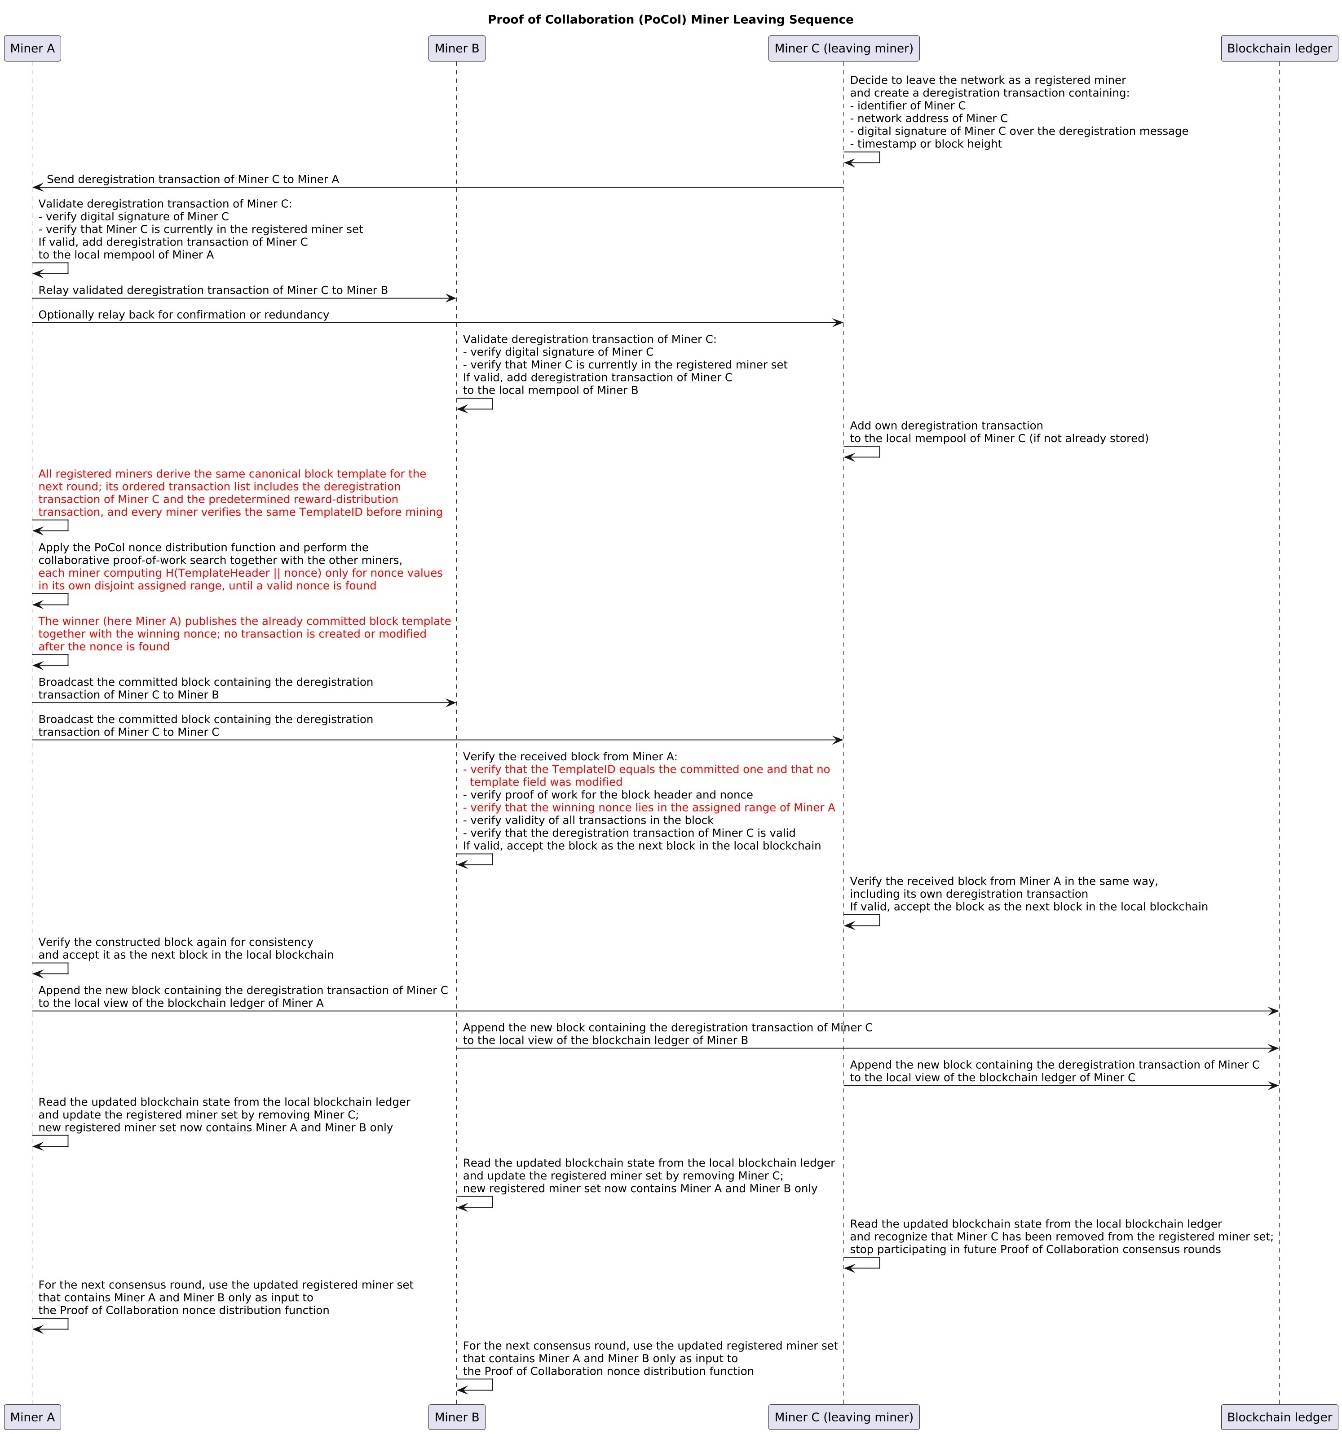 Proof of Collaboration (PoCol) Miner Leaving Sequence
Miner A
Miner B
Miner C (leaving miner)
Blockchain ledger
Decide to leave the network as a registered miner
and create a deregistration transaction containing:
- identifier of Miner C
- network address of Miner C
- digital signature of Miner C over the deregistration message
- timestamp or block height
Send deregistration transaction of Miner C to Miner A
Validate deregistration transaction of Miner C:
- verify digital signature of Miner C
- verify that Miner C is currently in the registered miner set
If valid, add deregistration transaction of Miner C
to the local mempool of Miner A
Relay validated deregistration transaction of Miner C to Miner B
Optionally relay back for confirmation or redundancy
Validate deregistration transaction of Miner C:
- verify digital signature of Miner C
- verify that Miner C is currently in the registered miner set
If valid, add deregistration transaction of Miner C
to the local mempool of Miner B
Add own deregistration transaction
to the local mempool of Miner C (if not already stored)
All registered miners derive the same canonical block template for the
next round; its ordered transaction list includes the deregistration
transaction of Miner C and the predetermined reward-distribution
transaction, and every miner verifies the same TemplateID before mining
Apply the PoCol nonce distribution function and perform the
collaborative proof-of-work search together with the other miners,
each miner computing H(TemplateHeader || nonce) only for nonce values
in its own disjoint assigned range, until a valid nonce is found
The winner (here Miner A) publishes the already committed block template
together with the winning nonce; no transaction is created or modified
after the nonce is found
Broadcast the committed block containing the deregistration
transaction of Miner C to Miner B
Broadcast the committed block containing the deregistration
transaction of Miner C to Miner C
Verify the received block from Miner A:
- verify that the TemplateID equals the committed one and that no
template field was modified
- verify proof of work for the block header and nonce
- verify that the winning nonce lies in the assigned range of Miner A
- verify validity of all transactions in the block
- verify that the deregistration transaction of Miner C is valid
If valid, accept the block as the next block in the local blockchain
Verify the received block from Miner A in the same way,
including its own deregistration transaction
If valid, accept the block as the next block in the local blockchain
Verify the constructed block again for consistency
and accept it as the next block in the local blockchain
Append the new block containing the deregistration transaction of Miner C
to the local view of the blockchain ledger of Miner A
Append the new block containing the deregistration transaction of Miner C
to the local view of the blockchain ledger of Miner B
Append the new block containing the deregistration transaction of Miner C
to the local view of the blockchain ledger of Miner C
Read the updated blockchain state from the local blockchain ledger
and update the registered miner set by removing Miner C;
new registered miner set now contains Miner A and Miner B only
Read the updated blockchain state from the local blockchain ledger
and update the registered miner set by removing Miner C;
new registered miner set now contains Miner A and Miner B only
Read the updated blockchain state from the local blockchain ledger
and recognize that Miner C has been removed from the registered miner set;
stop participating in future Proof of Collaboration consensus rounds
For the next consensus round, use the updated registered miner set
that contains Miner A and Miner B only as input to
the Proof of Collaboration nonce distribution function
For the next consensus round, use the updated registered miner set
that contains Miner A and Miner B only as input to
the Proof of Collaboration nonce distribution function
Miner A
Miner B
Miner C (leaving miner)
Blockchain ledger